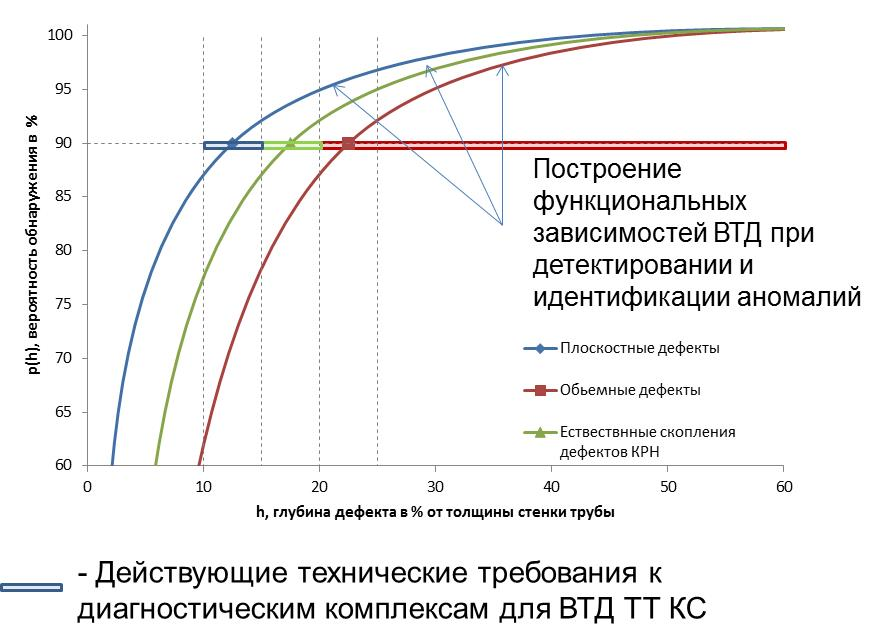 100
95
90
85
80
75
70
65
60
p(h), вероятность обнаружения в %
0 10 20 30 40 50 60
h, глубина дефекта в % от толщины стенки трубы
Построение
функциональных
зависимостей ВТД при
детектировании и
идентификации аномалий
Плоскостные дефекты
Обьемные дефекты
Ествествнные скопления
дефектов КРН
- Действующие технические требования к
диагностическим комплексам для ВТД ТТ КС